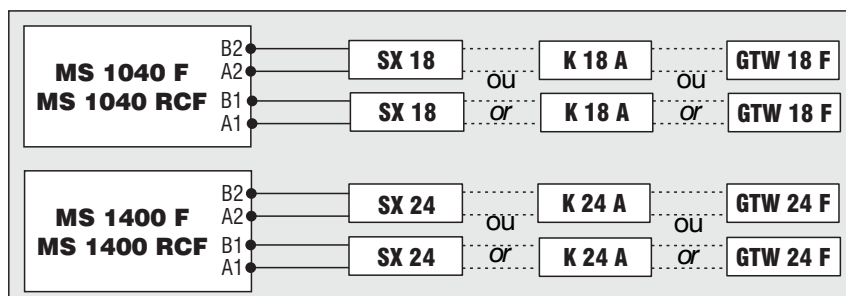 B2 SX 18 K 18 A GTW 18 F
MS 1040 F A2 ou ou
MS 1040 RCF B1 SX 18 or K 18 A or GTW 18 F
A1
B2 SX 24 K 24 A GTW 24 F
MS 1400 F A2 ou ou
MS 1400 RCF B1 SX 24 or K 24 A or GTW 24 F
A1